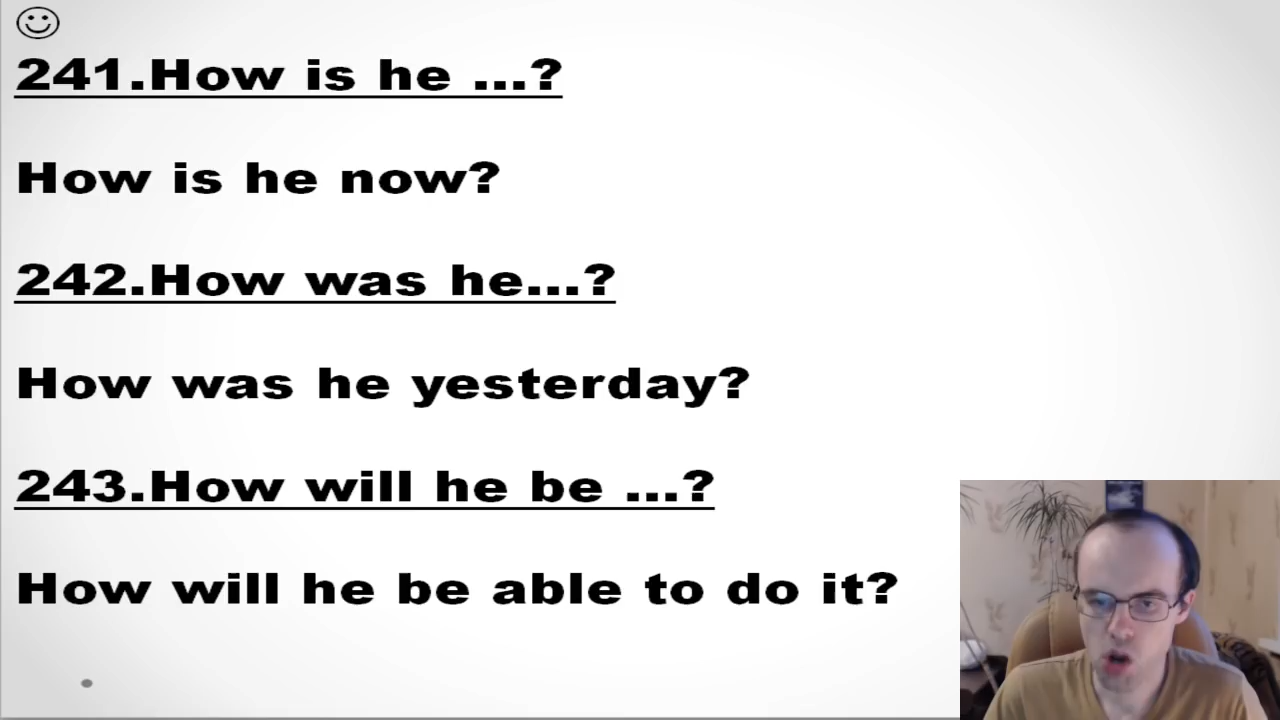 241.How is he ...?
How is he now?
242.How was he...?
How was he yesterday?
243.How will he be ...?
How will he be able to do it?